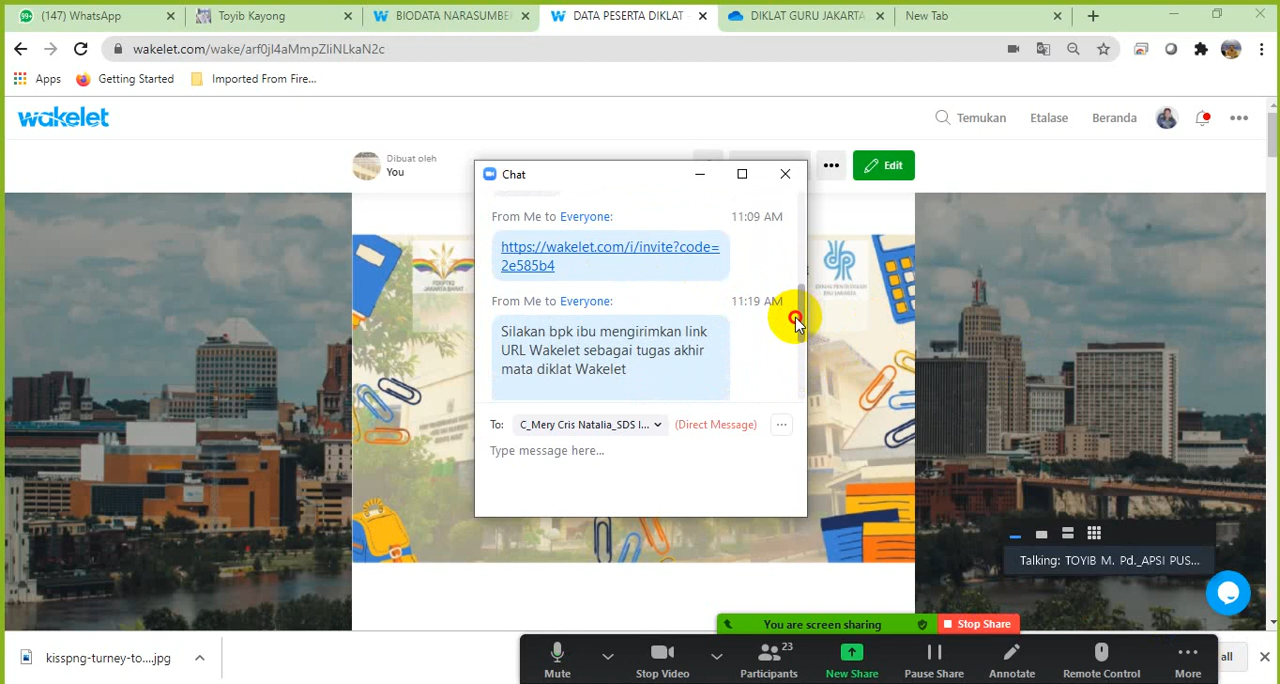 (147) WhatsApp
Toyib Kayong
BIODATA NARASUMBER
DATA PESERTA DIKLAT -
DIKLAT GURU JAKARTA
New Tab
wakelet.com/wake/arf0jl4aMmpZliNLkaN2c
Apps
Getting Started
Imported From Fire...
wakelet
Temukan
Etalase
Beranda
Dibuat oleh
You
Edit
Chat
From Me to Everyone:
11:09 AM
https://wakelet.com/i/invite?code=
2e585b4
From Me to Everyone:
11:19 AM
Silakan bpk ibu mengirimkan link
URL Wakelet sebagai tugas akhir
mata diklat Wakelet
To:
C_Mery Cris Natalia_SDS I...
(Direct Message)
Type message here...
Talking: TOYIB M. Pd._APSI PUS...
You are screen sharing
Stop Share
kisspng-turney-to....jpg
Mute
Stop Video
23
Participants
New Share
Pause Share
Annotate
Remote Control
More
all